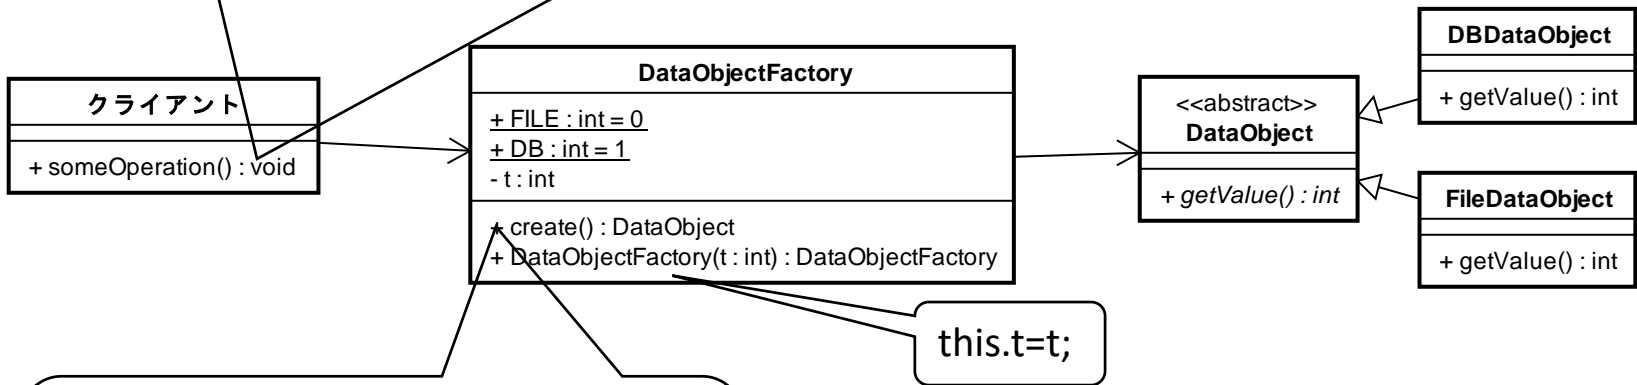 クライアント
+ someOperation() : void
DataObjectFactory
+ FILE : int = 0
+ DB : int = 1
- t : int
+ create() : DataObject
+ DataObjectFactory(t : int) : DataObjectFactory
this.t=t;
<<abstract>>
DataObject
+ getValue() : int
DBDataObject
+ getValue() : int
FileDataObject
+ getValue() : int